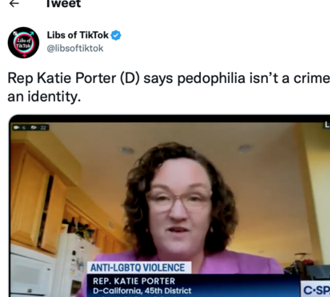 Tweet
Libs of TikTok
@libsoftiktok
Rep Katie Porter (D) says pedophilia isn't a crime
an identity.
ANTI-LGBTQ VIOLENCE
REP. KATIE PORTER
D-California, 45th District
C-SP